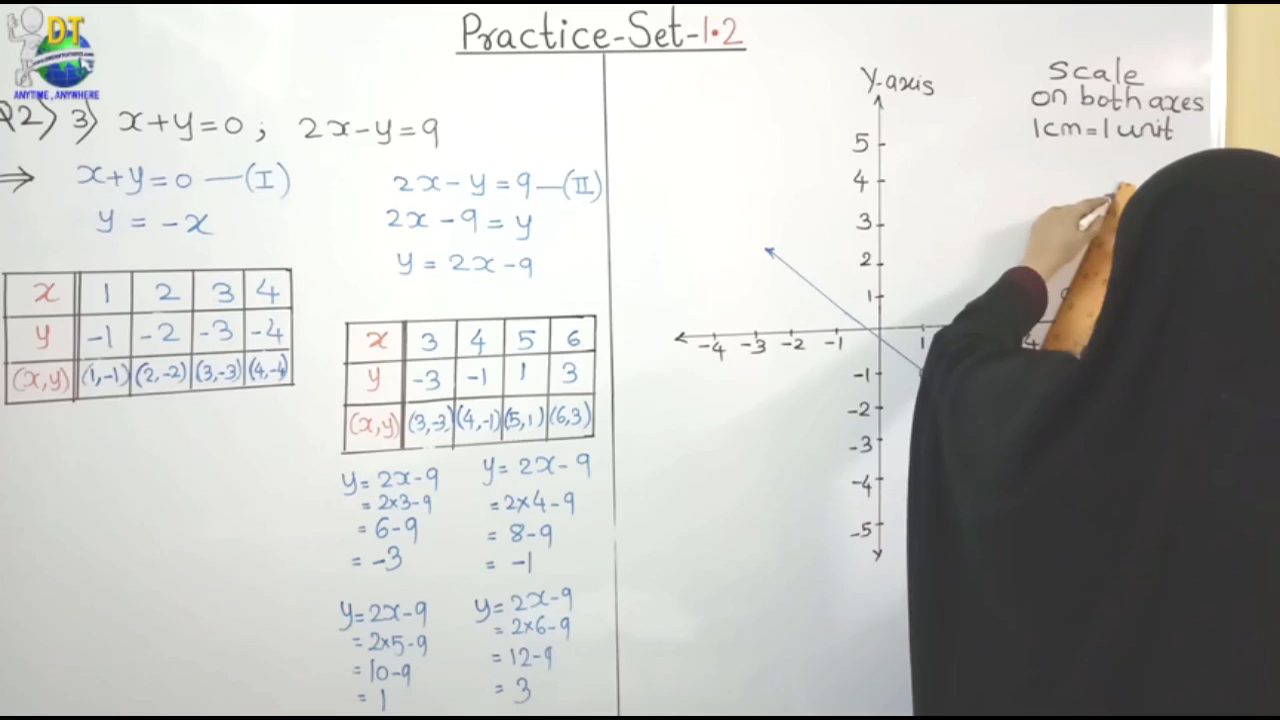 DT
ANYTIME, ANYWHERE
Practice-Set-1.2
Q2) 3) x+y=0 ; 2x-y=9
⇒ x+y=0 —(I)
y = -x
x 1 2 3 4
y -1 -2 -3 -4
(x,y) (1,-1) (2,-2) (3,-3) (4,-4)
2x-y=9—(II)
2x-9=y
y=2x-9
x 3 4 5 6
y -3 -1 1 3
(x,y) (3,-3) (4,-1) (5,1) (6,3)
y=2x-9
=2×3-9
=6-9
=-3
y=2x-9
=2×4-9
=8-9
=-1
y=2x-9
=2×5-9
=10-9
=1
y=2x-9
=2×6-9
=12-9
=3
Y-axis
Scale
on both axes
1cm=1unit
5
4
3
2
1
-4 -3 -2 -1 1 4
-1
-2
-3
-4
-5